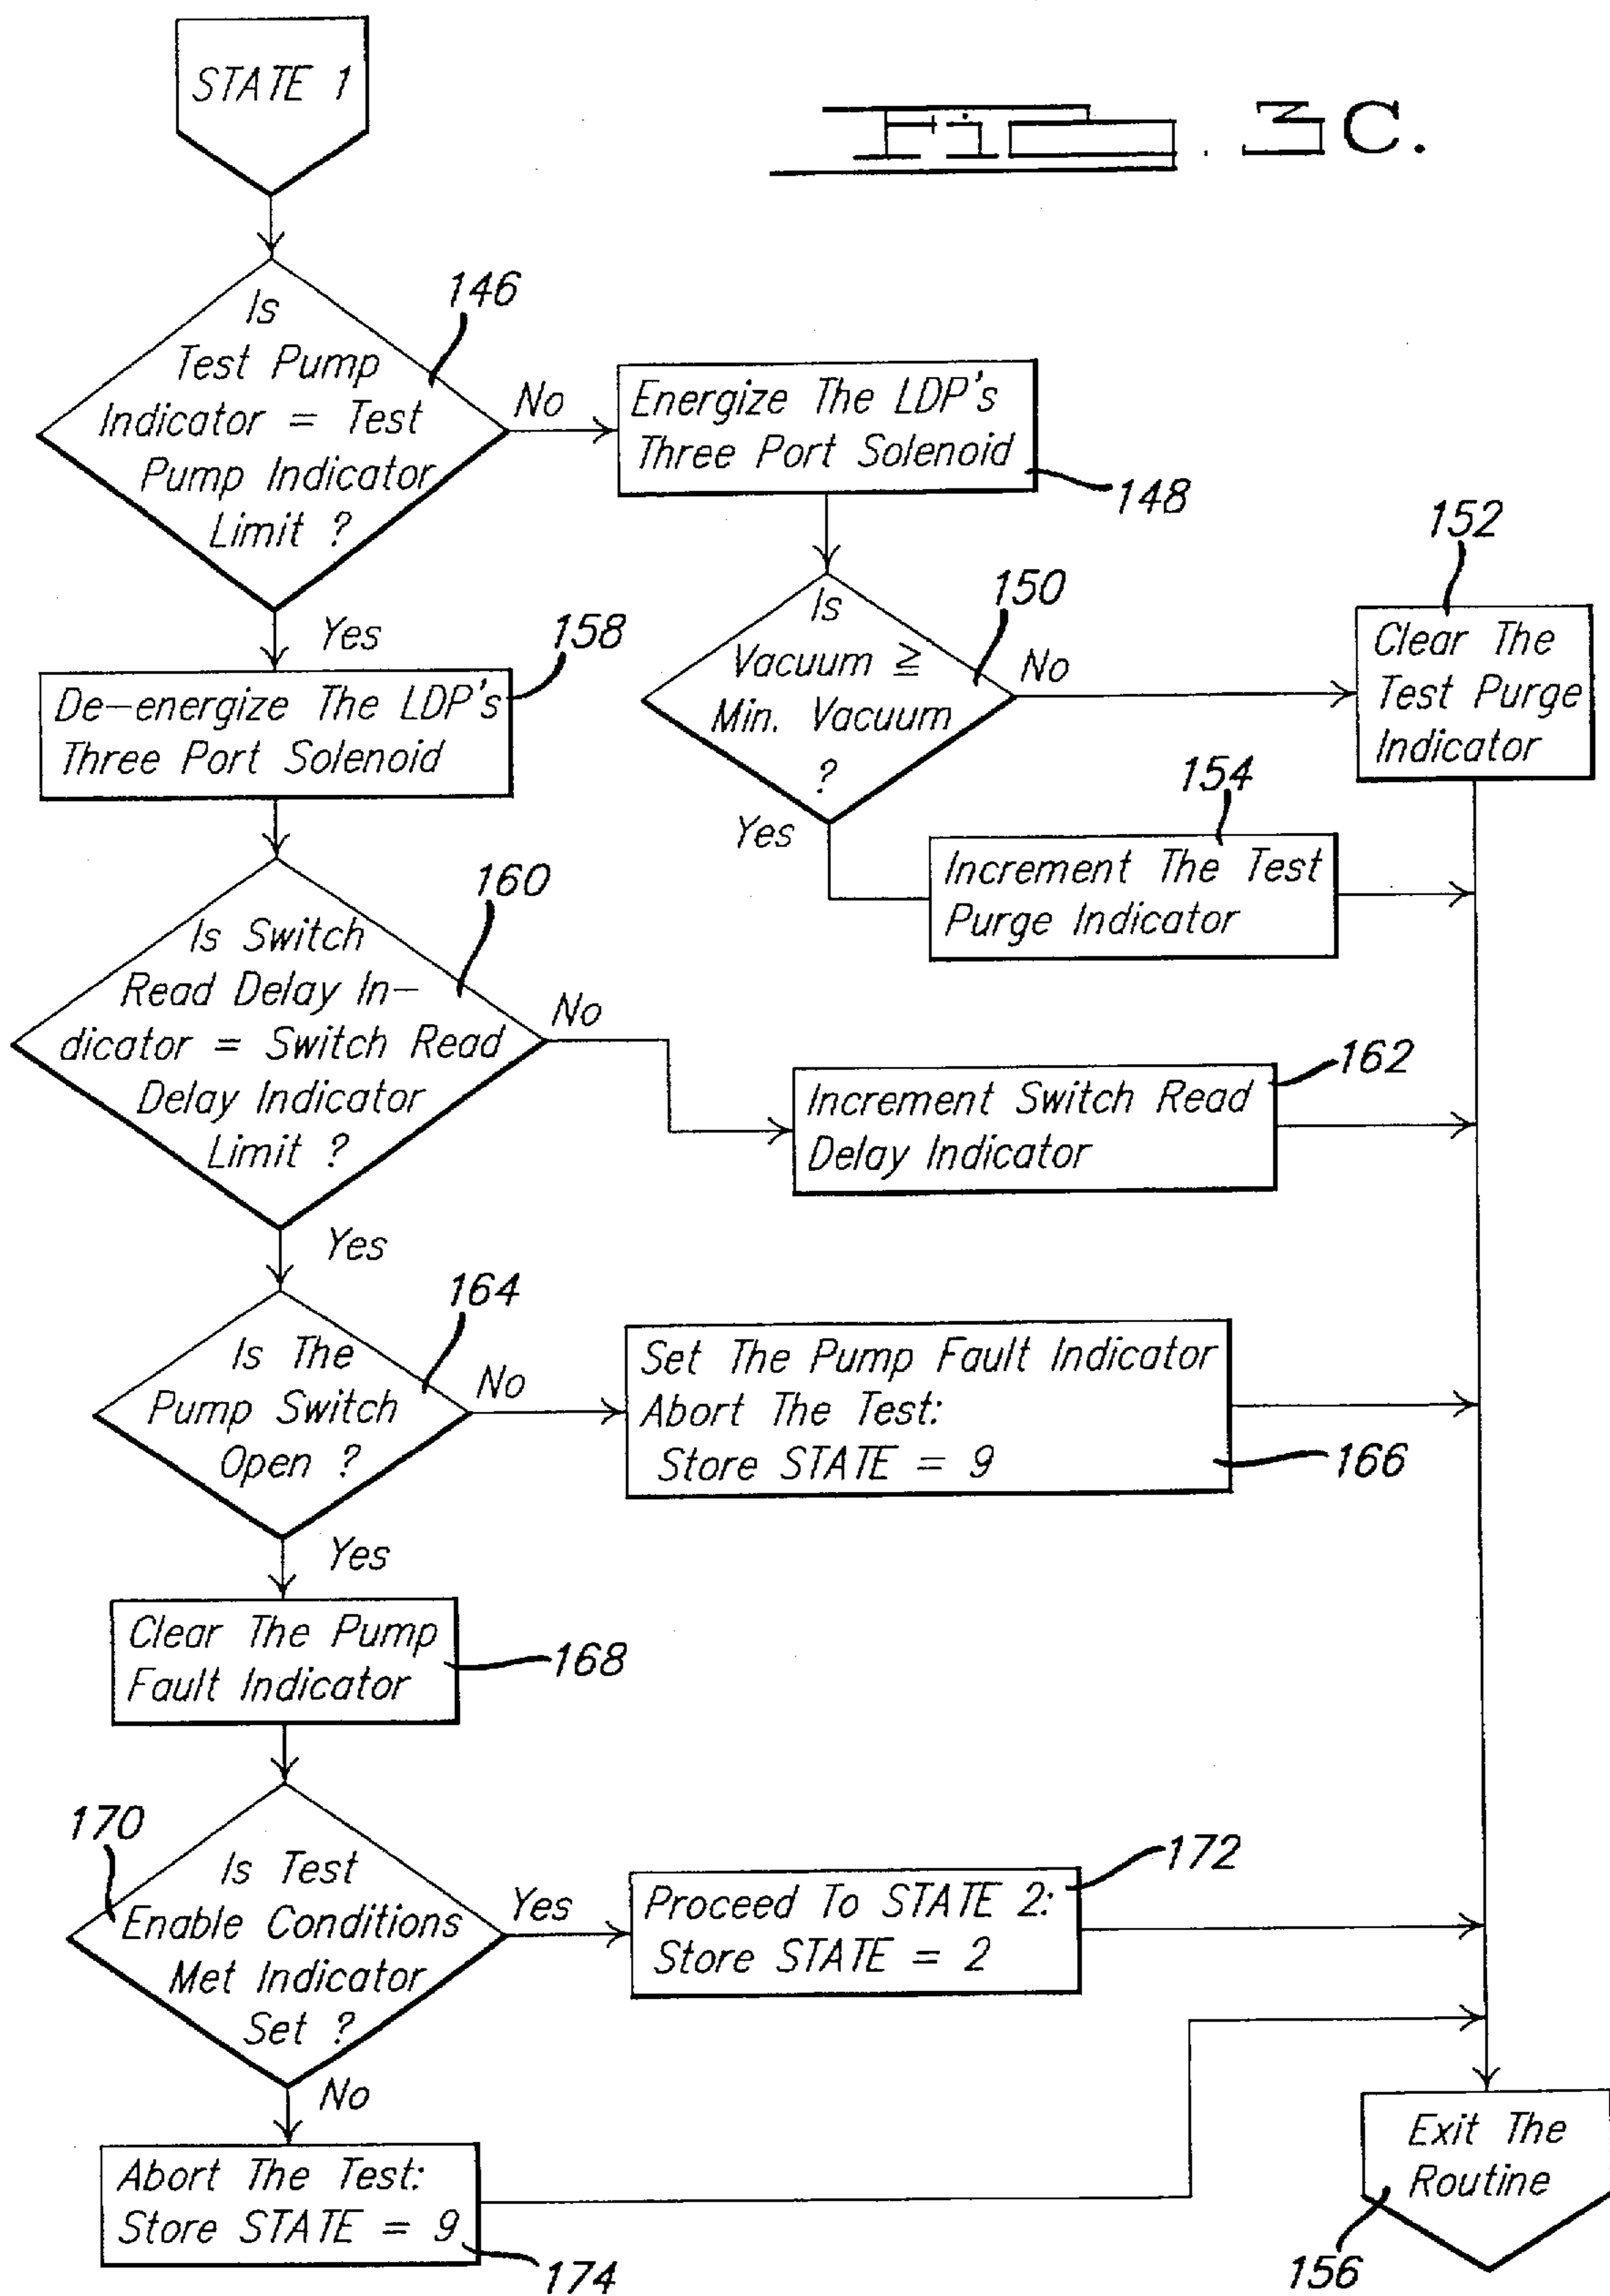 STATE 1
3C.
Is
Test Pump
Indicator = Test
Pump Indicator
Limit ?
146
No
Energize The LDP's
Three Port Solenoid
148
Yes
158
De-energize The LDP's
Three Port Solenoid
Is
Vacuum ≧
Min. Vacuum
?
150
No
152
Clear The
Test Purge
Indicator
Yes
154
Increment The Test
Purge Indicator
Is Switch
Read Delay In-
dicator = Switch Read
Delay Indicator
Limit ?
160
No
Increment Switch Read
Delay Indicator
162
Yes
Is The
Pump Switch
Open ?
164
No
Set The Pump Fault Indicator
Abort The Test:
Store STATE = 9
166
Yes
Clear The Pump
Fault Indicator
168
170
Is Test
Enable Conditions
Met Indicator
Set ?
Yes
Proceed To STATE 2:
Store STATE = 2
172
No
Abort The Test:
Store STATE = 9
174
Exit The
Routine
156